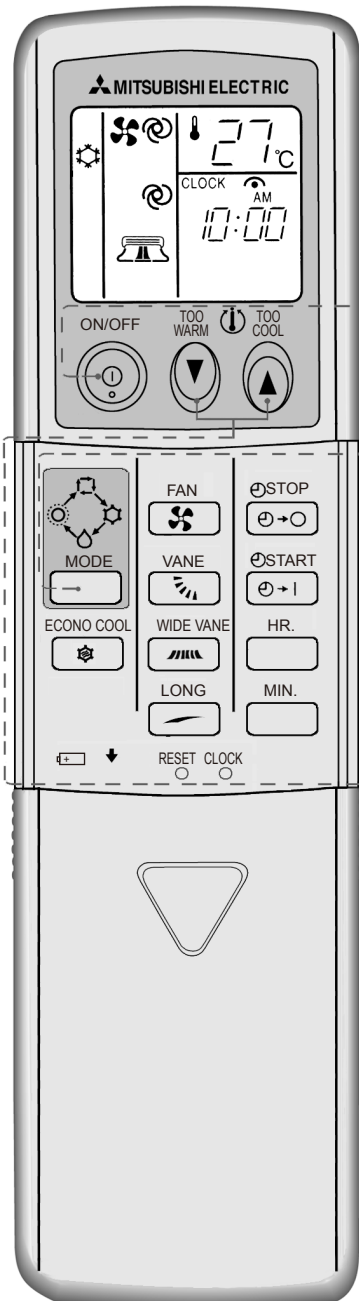 MITSUBISHI ELECTRIC
27°C
CLOCK
AM
10:00
ON/OFF
TOO WARM
TOO COOL
MODE
FAN
STOP
VANE
START
ECONO COOL
WIDE VANE
HR.
LONG
MIN.
RESET CLOCK